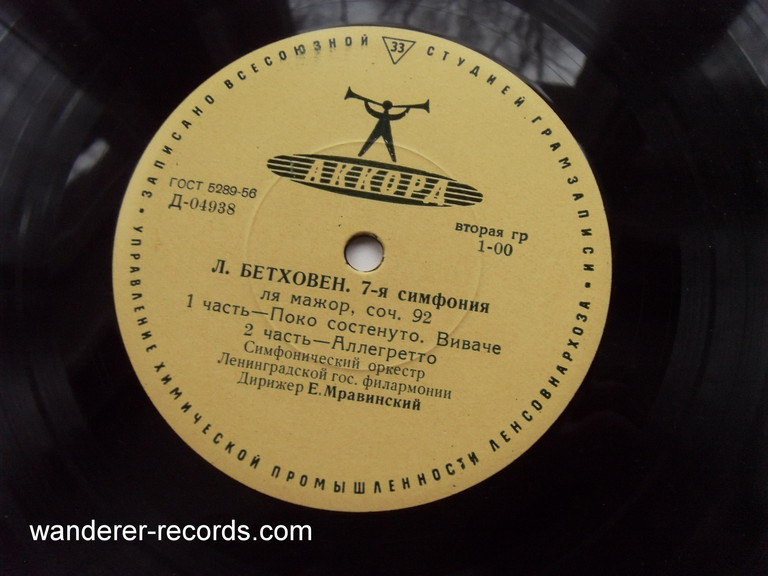 ЗАПИСАНО ВСЕСОЮЗНОЙ СТУДИЕЙ ГРАМЗАПИСИ
33
АККОРД
ГОСТ 5289-56
Д-04938
вторая гр
1-00
Л. БЕТХОВЕН. 7-я симфония
ля мажор, соч. 92
1 часть—Поко состенуто. Виваче
2 часть—Аллегретто
Симфонический оркестр
Ленинградской гос. филармонии
Дирижер Е.Мравинский
• УПРАВЛЕНИЕ ХИМИЧЕСКОЙ ПРОМЫШЛЕННОСТИ ЛЕНСОВНАРХОЗА •
wanderer-records.com